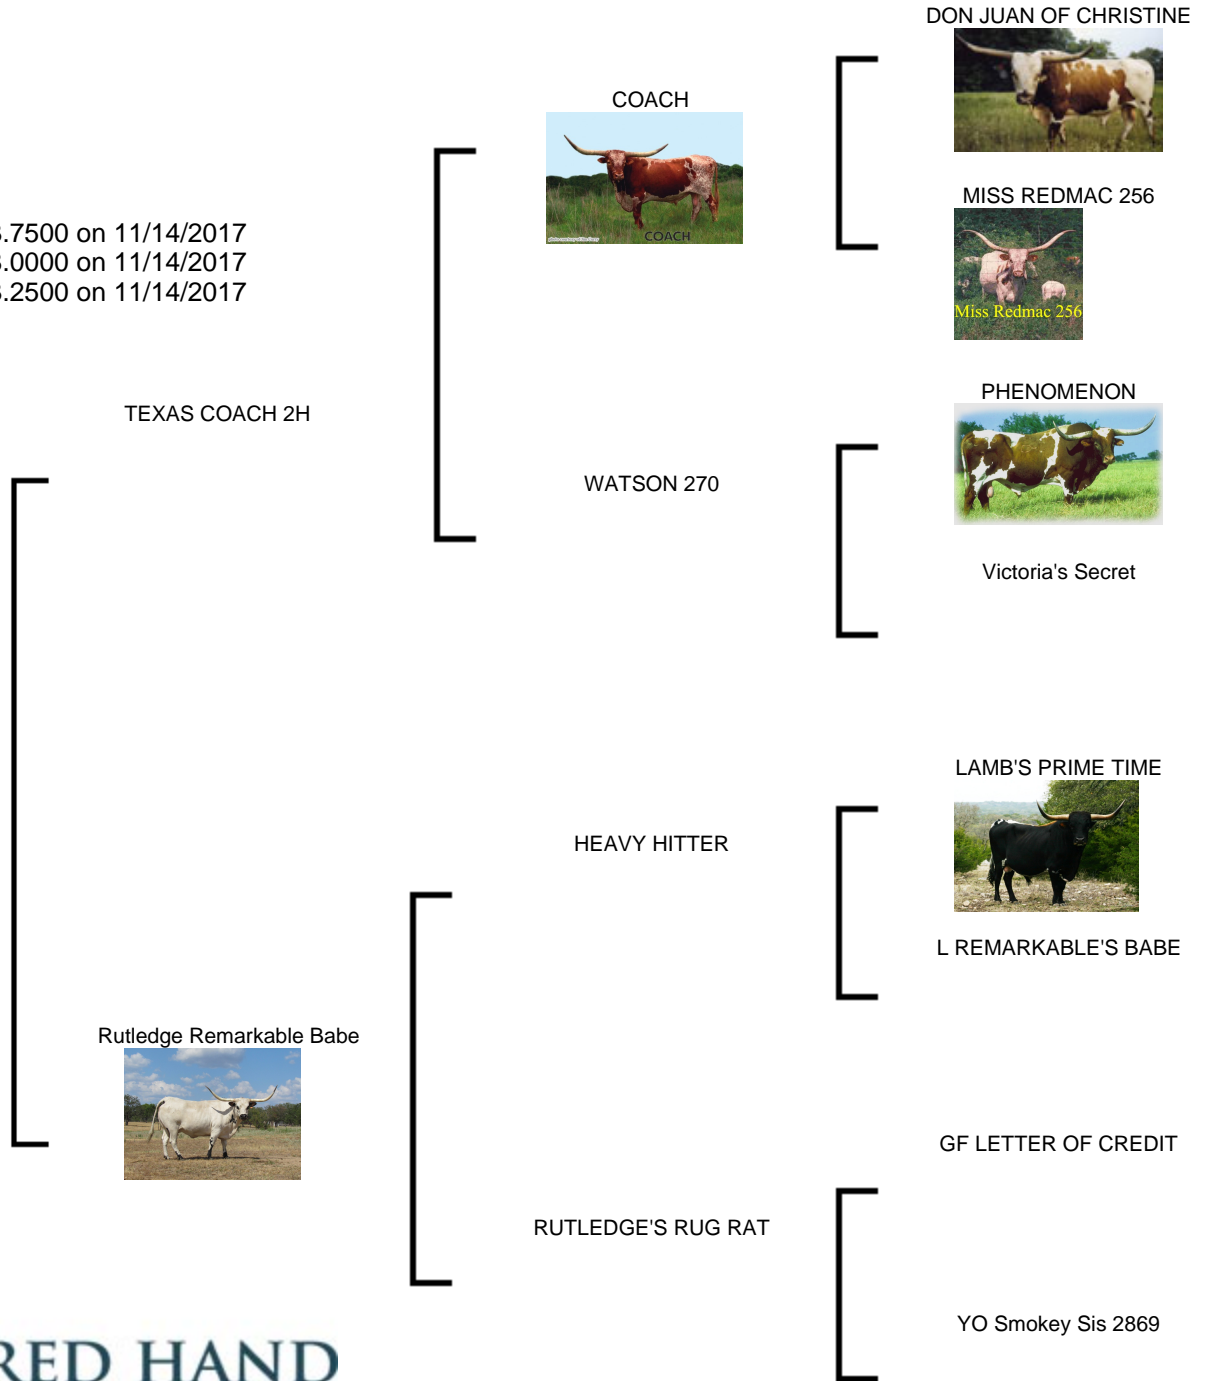 DON JUAN OF CHRISTINE
COACH
COACH
MISS REDMAC 256
Miss Redmac 256
.7500 on 11/14/2017
.0000 on 11/14/2017
.2500 on 11/14/2017
PHENOMENON
TEXAS COACH 2H
WATSON 270
Victoria's Secret
LAMB'S PRIME TIME
HEAVY HITTER
L REMARKABLE'S BABE
Rutledge Remarkable Babe
GF LETTER OF CREDIT
RUTLEDGE'S RUG RAT
YO Smokey Sis 2869
RED HAND